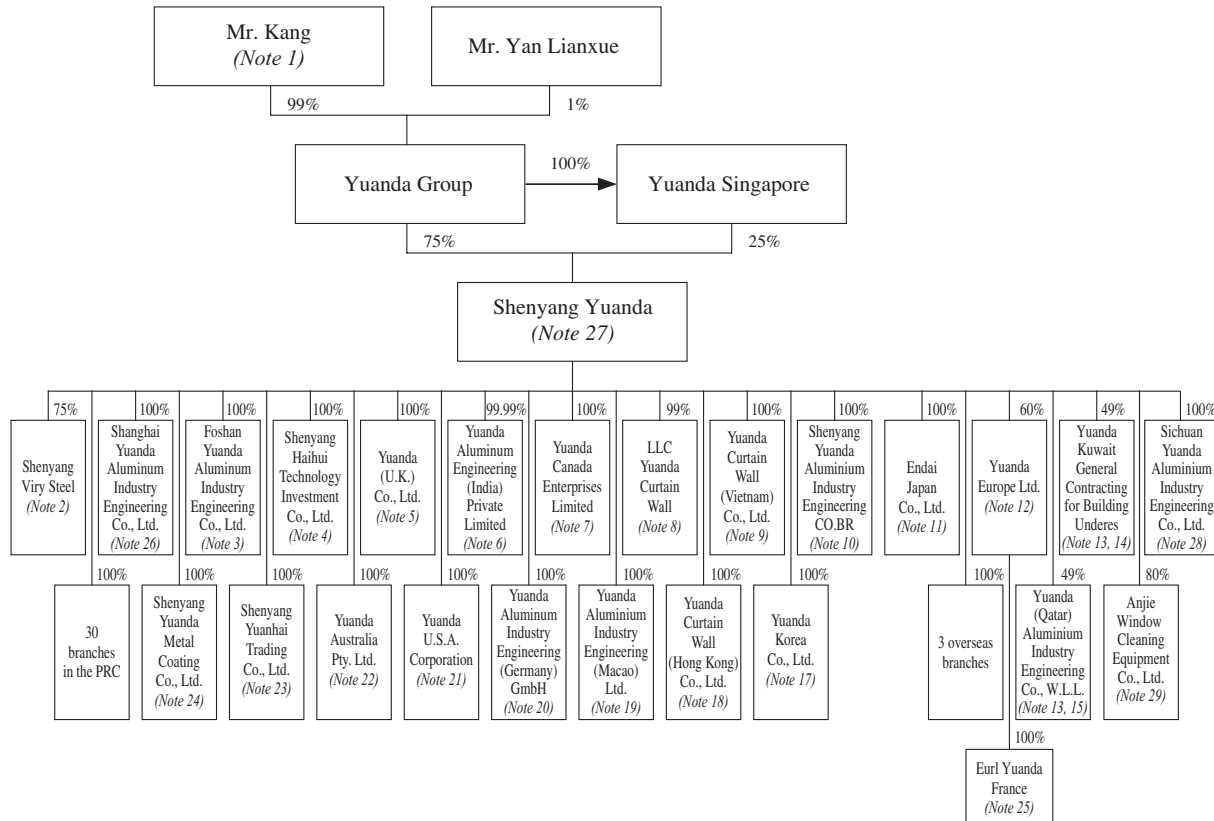 Mr. Kang
(Note 1)
Mr. Yan Lianxue
99%
1%
Yuanda Group
100%
Yuanda Singapore
75%
25%
Shenyang Yuanda
(Note 27)
75%
Shenyang
Viry Steel
(Note 2)
100%
Shanghai
Yuanda
Aluminum
Industry
Engineering
Co., Ltd.
(Note 26)
100%
Foshan
Yuanda
Aluminum
Industry
Engineering
Co., Ltd.
(Note 3)
100%
Shenyang
Haihui
Technology
Investment
Co., Ltd.
(Note 4)
100%
Yuanda
(U.K.)
Co., Ltd.
(Note 5)
99.99%
Yuanda
Aluminum
Engineering
(India)
Private
Limited
(Note 6)
100%
Yuanda
Canada
Enterprises
Limited
(Note 7)
99%
LLC
Yuanda
Curtain
Wall
(Note 8)
100%
Yuanda
Curtain
Wall
(Vietnam)
Co., Ltd.
(Note 9)
100%
Shenyang
Yuanda
Aluminium
Industry
Engineering
CO.BR
(Note 10)
100%
Endai
Japan
Co., Ltd.
(Note 11)
60%
Yuanda
Europe Ltd.
(Note 12)
49%
Yuanda
Kuwait
General
Contracting
for Building
Underes
(Note 13, 14)
100%
Sichuan
Yuanda
Aluminium
Industry
Engineering
Co., Ltd.
(Note 28)
100%
30
branches
in the PRC
100%
Shenyang
Yuanda
Metal
Coating
Co., Ltd.
(Note 24)
100%
Shenyang
Yuanhai
Trading
Co., Ltd.
(Note 23)
100%
Yuanda
Australia
Pty. Ltd.
(Note 22)
100%
Yuanda
U.S.A.
Corporation
(Note 21)
100%
Yuanda
Aluminum
Industry
Engineering
(Germany)
GmbH
(Note 20)
100%
Yuanda
Aluminium
Industry
Engineering
(Macao)
Ltd.
(Note 19)
100%
Yuanda
Curtain
Wall
(Hong Kong)
Co., Ltd.
(Note 18)
100%
Yuanda
Korea
Co., Ltd.
(Note 17)
100%
3 overseas
branches
49%
Yuanda
(Qatar)
Aluminium
Industry
Engineering
Co., W.L.L.
(Note 13, 15)
80%
Anjie
Window
Cleaning
Equipment
Co., Ltd.
(Note 29)
100%
Eurl Yuanda
France
(Note 25)